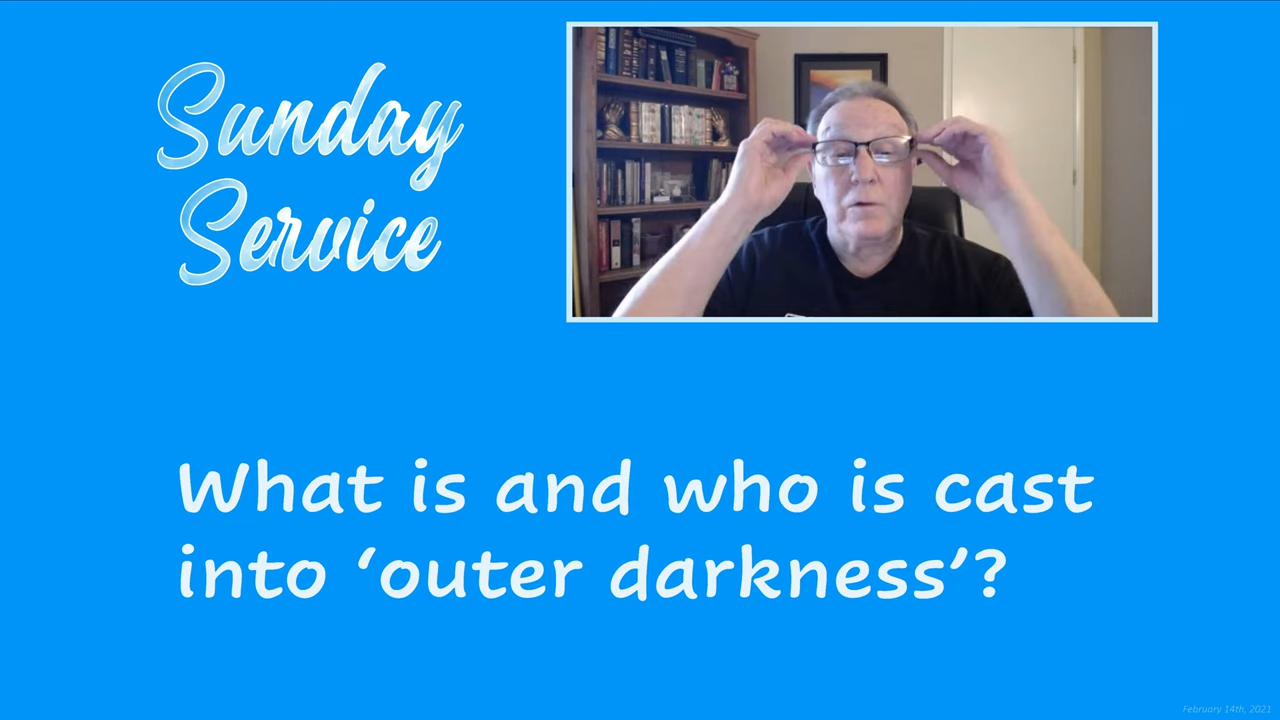 Sunday
Service
What is and who is cast
into ‘outer darkness’?
February 14th, 2021